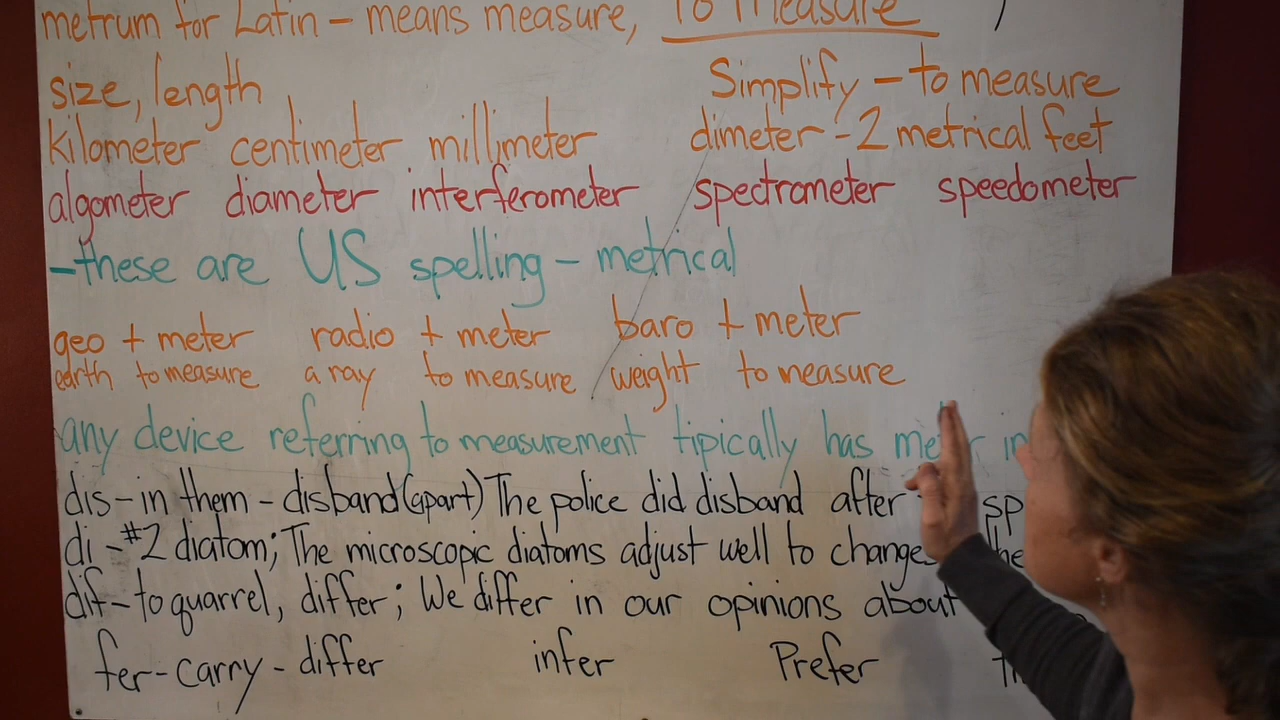 metrum for Latin - means measure, to measure
size, length Simplify - to measure
kilometer centimeter millimeter dimeter - 2 metrical feet
algometer diameter interferometer spectrometer speedometer
- these are US spelling - metrical
geo + meter radio + meter baro + meter
earth to measure a ray to measure weight to measure
any device referring to measurement tipically has meter in
dis - in them - disband (apart) The police did disband after
di - #2 diatom; The microscopic diatoms adjust well to change
dif - to quarrel, differ; We differ in our opinions about
fer - carry - differ infer Prefer